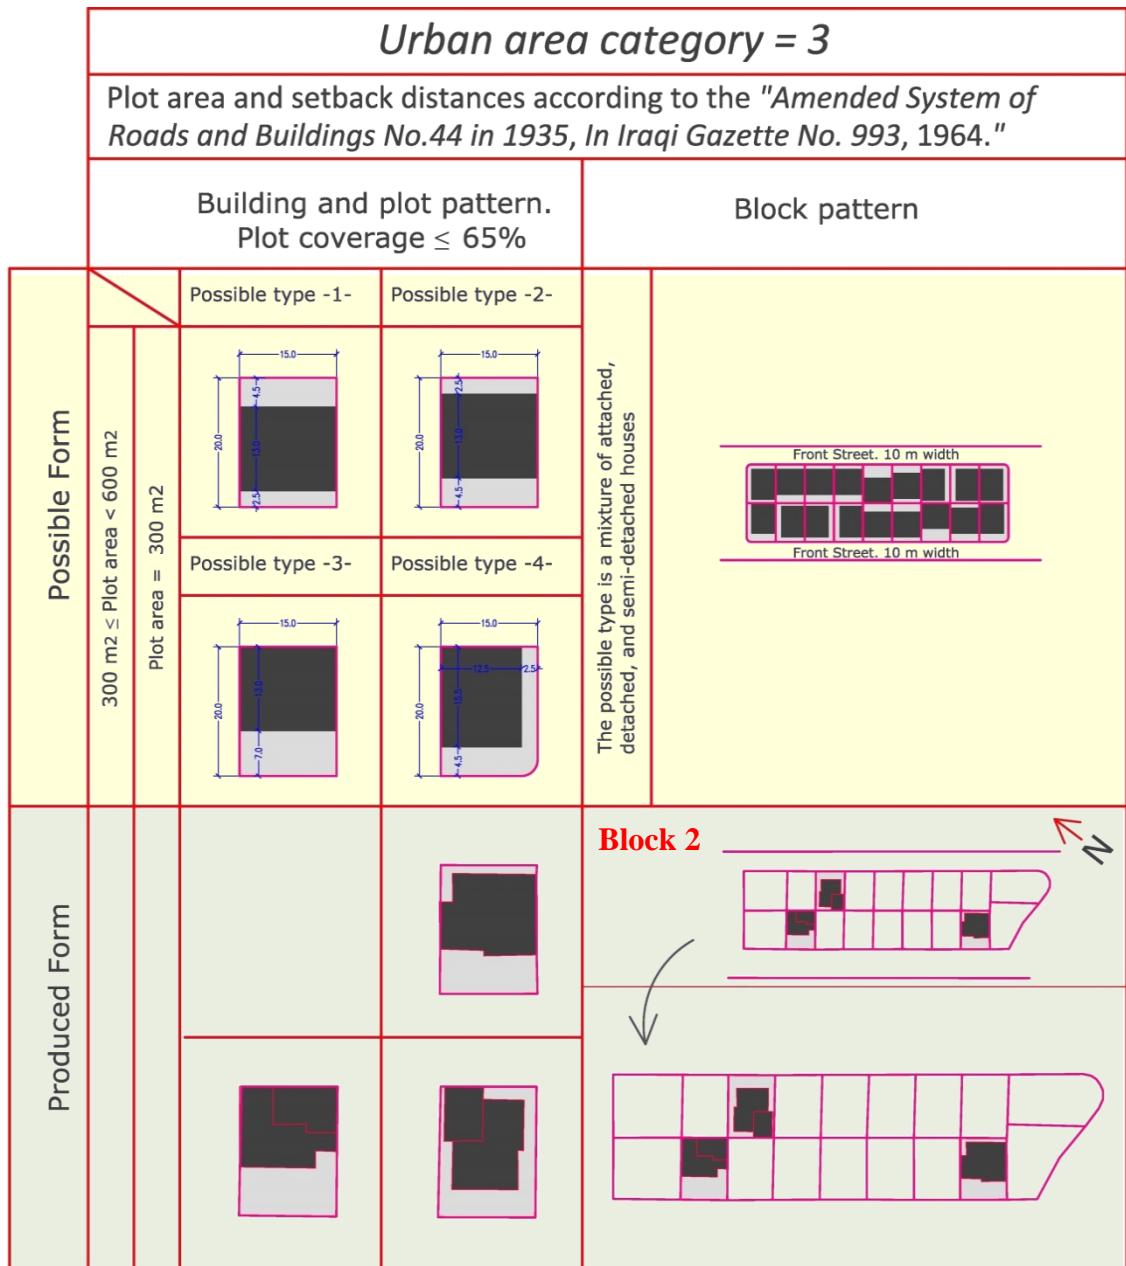 Urban area category = 3
Plot area and setback distances according to the "Amended System of
Roads and Buildings No.44 in 1935, In Iraqi Gazette No. 993, 1964."
Building and plot pattern.
Plot coverage ≤ 65%
Block pattern
Possible Form
300 m2 ≤ Plot area < 600 m2
Plot area = 300 m2
Possible type -1-
Possible type -2-
15.0
20.0
4.5
13.0
2.5
15.0
20.0
2.5
13.0
4.5
Possible type -3-
Possible type -4-
15.0
20.0
13.0
7.0
15.0
20.0
12.5
2.5
15.5
4.5
The possible type is a mixture of attached,
detached, and semi-detached houses
Front Street. 10 m width
Front Street. 10 m width
Produced Form
Block 2
N